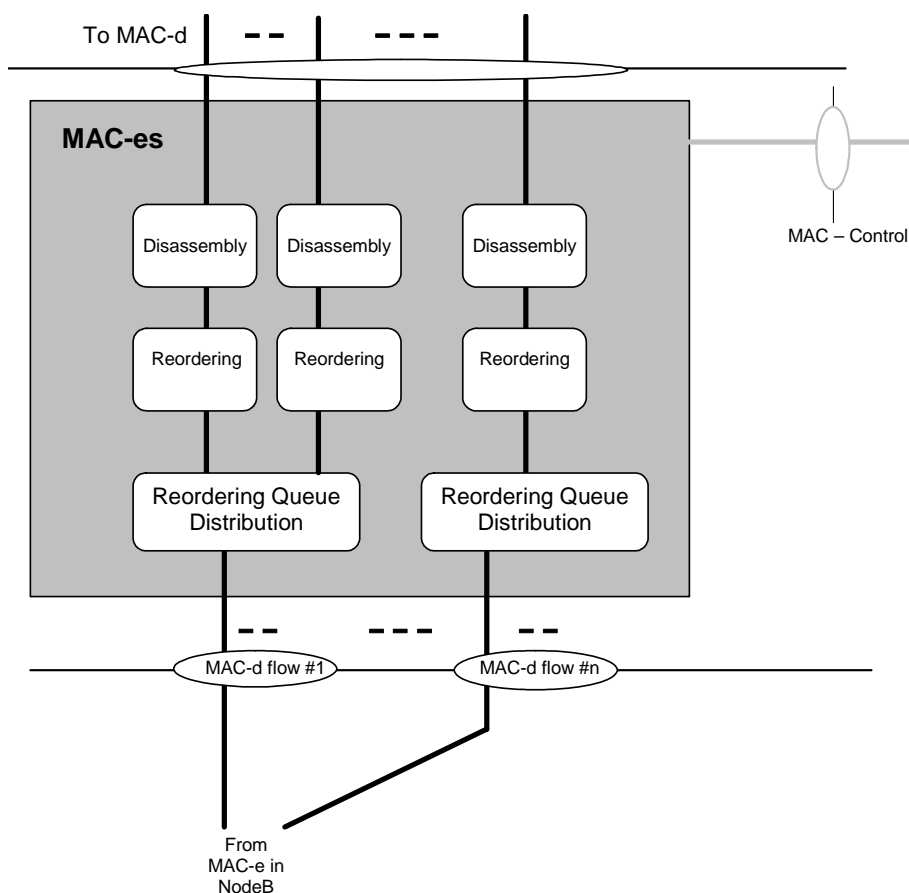 To MAC-d
MAC-es
Disassembly
Disassembly
Disassembly
MAC – Control
Reordering
Reordering
Reordering
Reordering Queue
Distribution
Reordering Queue
Distribution
MAC-d flow #1
MAC-d flow #n
From
MAC-e in
NodeB